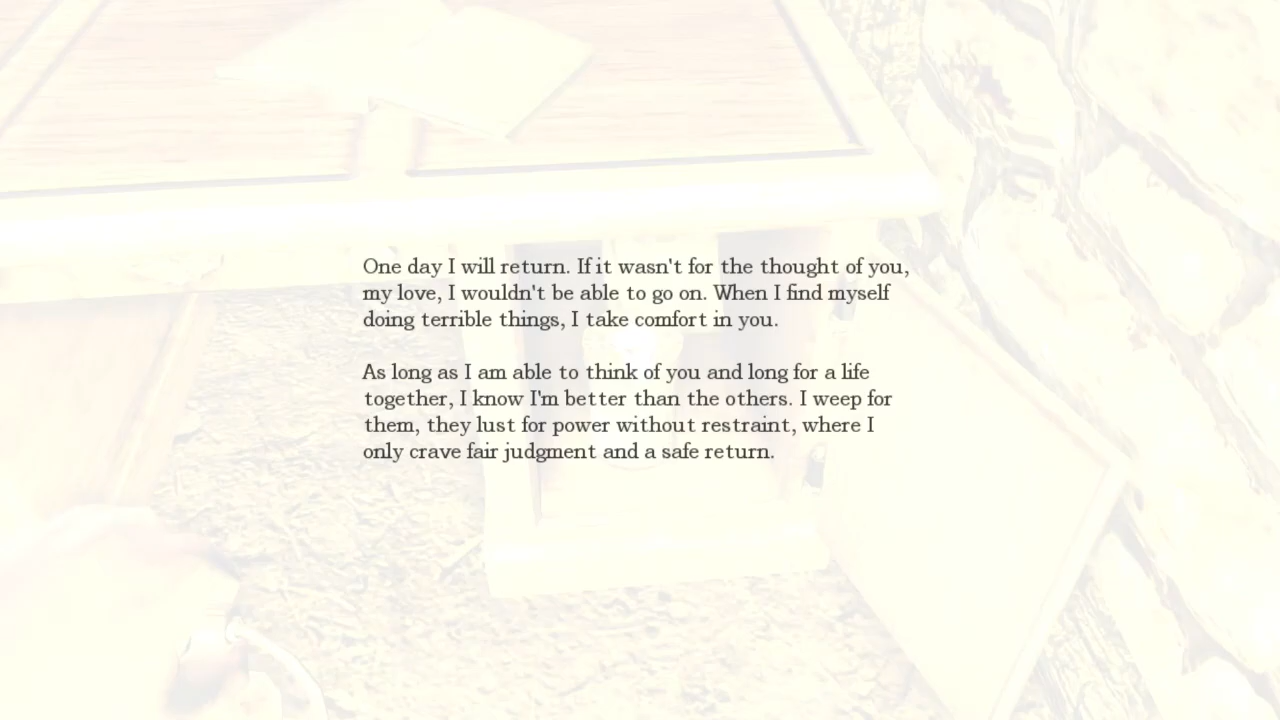 One day I will return. If it wasn't for the thought of you,
my love, I wouldn't be able to go on. When I find myself
doing terrible things, I take comfort in you.
As long as I am able to think of you and long for a life
together, I know I'm better than the others. I weep for
them, they lust for power without restraint, where I
only crave fair judgment and a safe return.